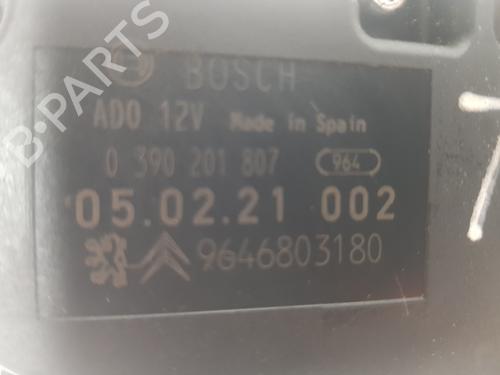 BOSCH
ADO 12V Made in Spain
0 390 201 807 964
05.02.21 002
9646803180
B-PARTS